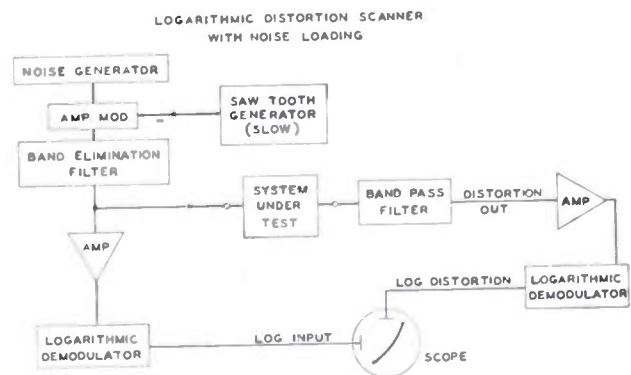 LOGARITHMIC DISTORTION SCANNER
WITH NOISE LOADING
NOISE GENERATOR
AMP MOD
SAW TOOTH
GENERATOR
(SLOW)
BAND ELIMINATION
FILTER
SYSTEM
UNDER
TEST
BAND PASS
FILTER
DISTORTION
OUT
AMP
AMP
LOG DISTORTION
LOGARITHMIC
DEMODULATOR
LOGARITHMIC
DEMODULATOR
LOG INPUT
SCOPE